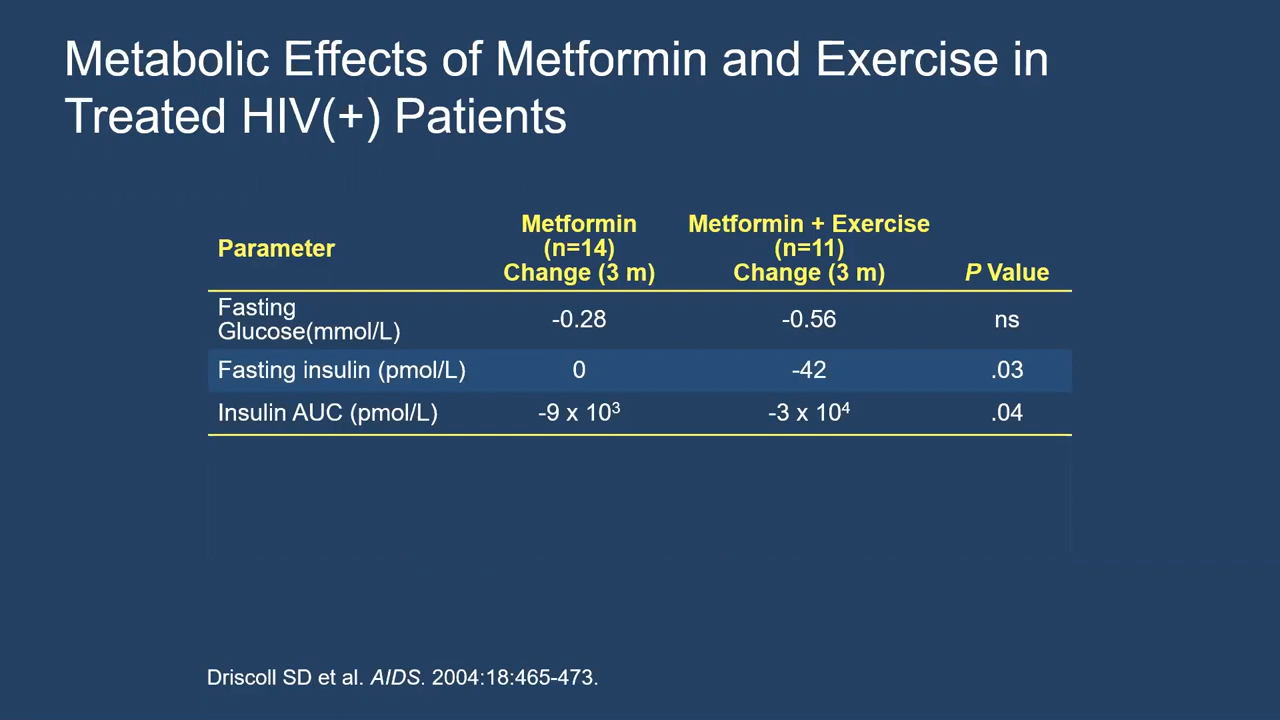 Metabolic Effects of Metformin and Exercise in
Treated HIV(+) Patients
Parameter
Metformin
(n=14)
Change (3 m)
Metformin + Exercise
(n=11)
Change (3 m)
P Value
Fasting
Glucose(mmol/L)
-0.28
-0.56
ns
Fasting insulin (pmol/L)
0
-42
.03
Insulin AUC (pmol/L)
-9 x 10³
-3 x 10⁴
.04
Driscoll SD et al. AIDS. 2004:18:465-473.